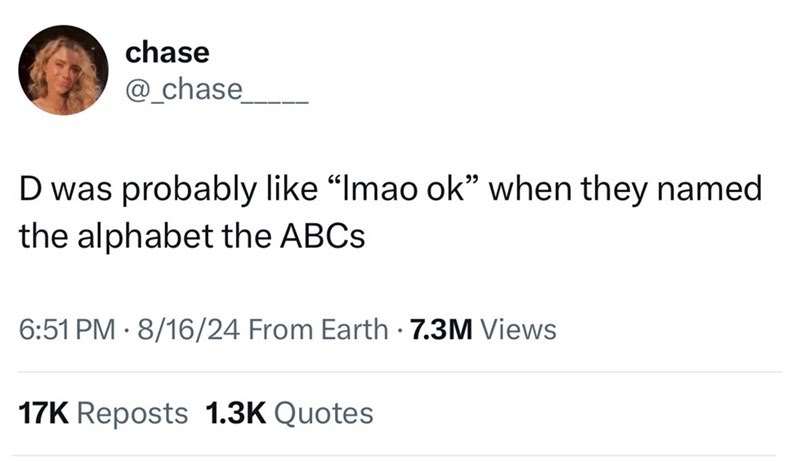 chase
@_chase_____
D was probably like “lmao ok” when they named
the alphabet the ABCs
6:51 PM · 8/16/24 From Earth · 7.3M Views
17K Reposts 1.3K Quotes